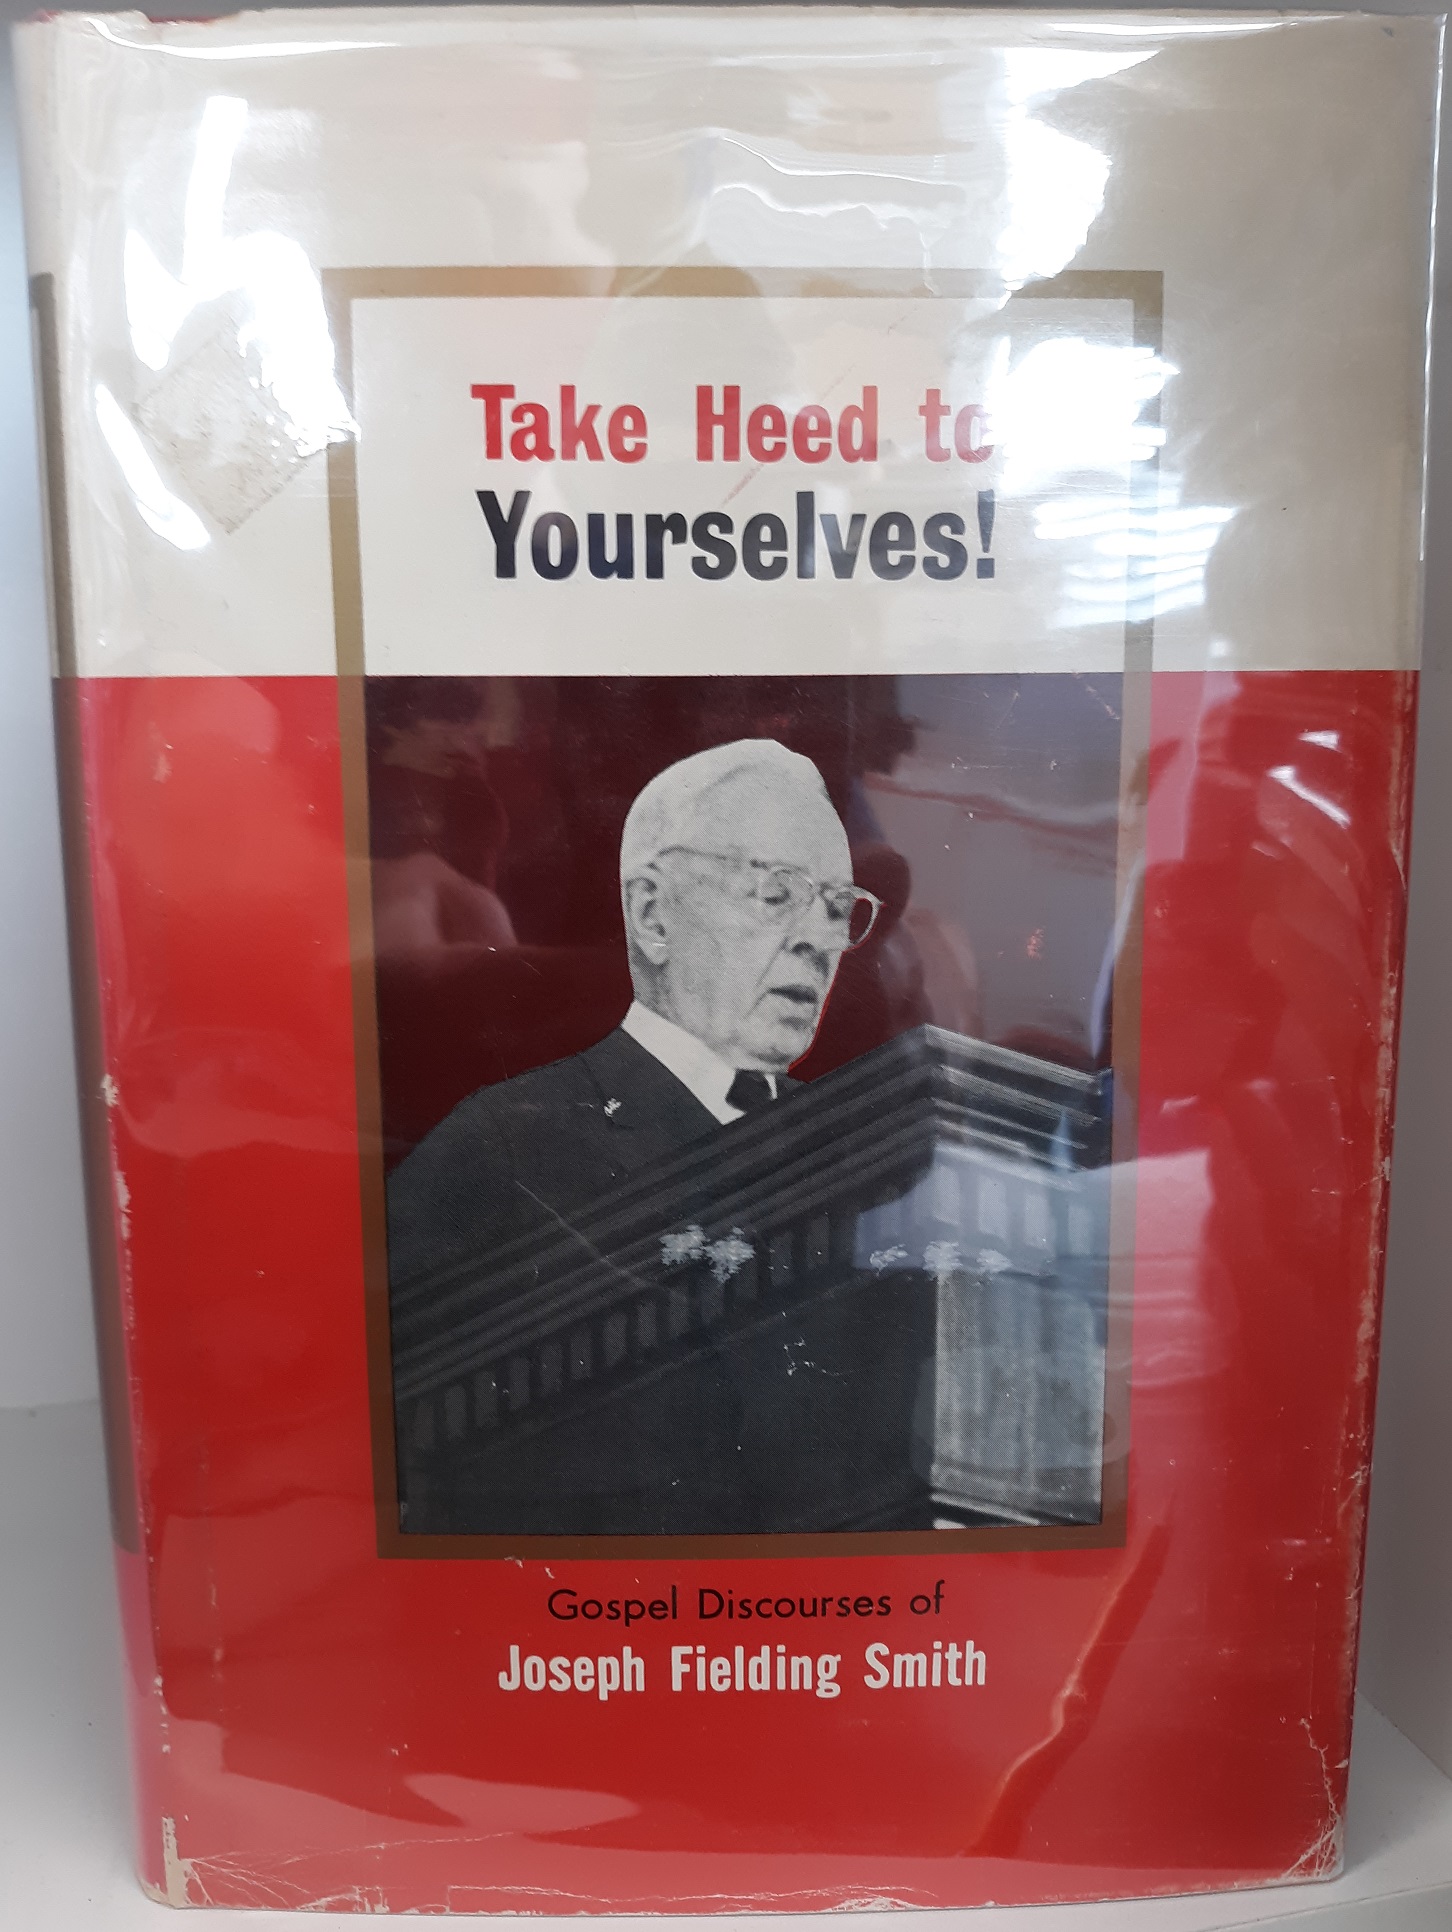 Take Heed to
Yourselves!
Gospel Discourses of
Joseph Fielding Smith